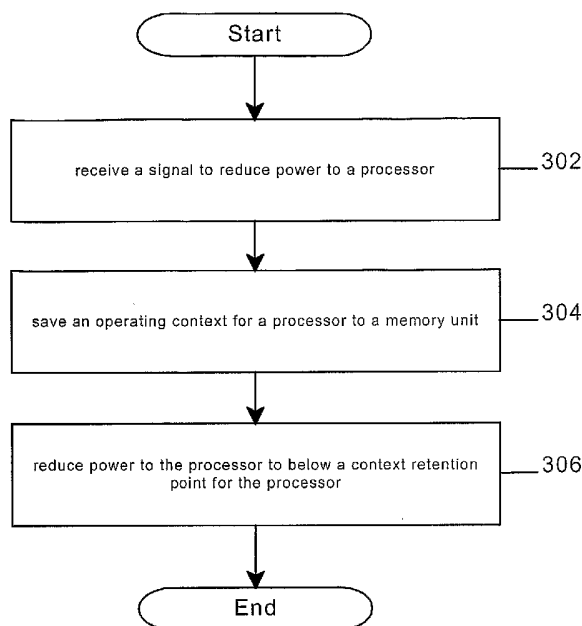 Start
receive a signal to reduce power to a processor
302
save an operating context for a processor to a memory unit
304
reduce power to the processor to below a context retention
point for the processor
306
End